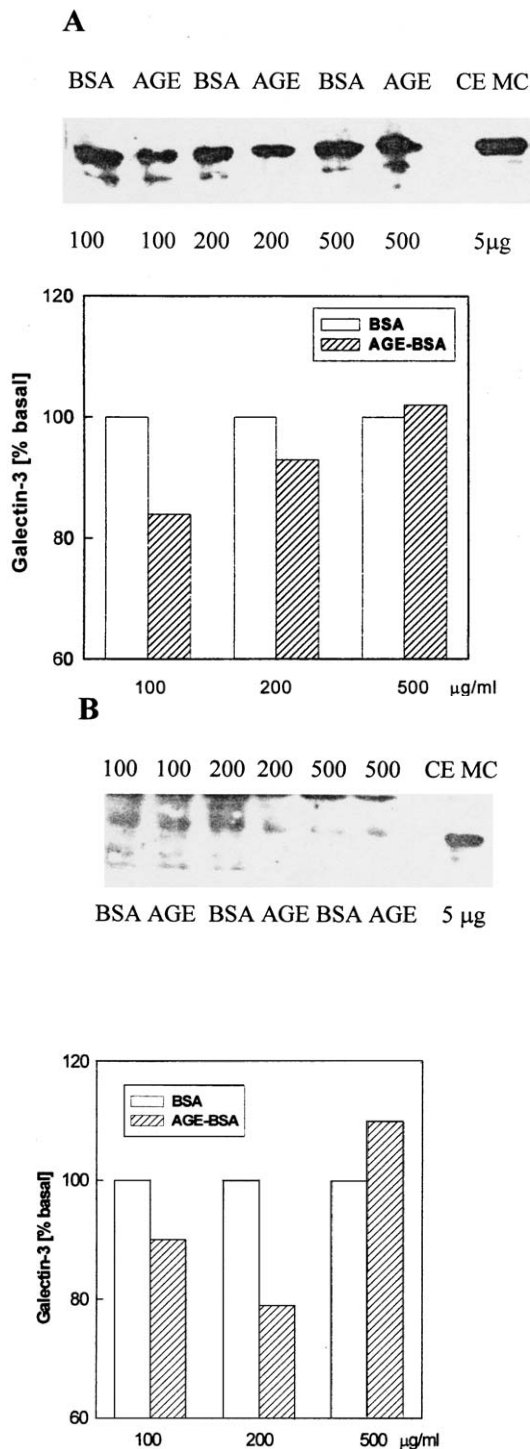 A
BSA AGE BSA AGE BSA AGE CE MC
100 100 200 200 500 500 5µg
120
BSA
AGE-BSA
100
80
60
Galectin-3 [% basal]
100 200 500 µg/ml
B
100 100 200 200 500 500 CE MC
BSA AGE BSA AGE BSA AGE 5 µg
120
BSA
AGE-BSA
100
80
60
Galectin-3 [% basal]
100 200 500 µg/ml